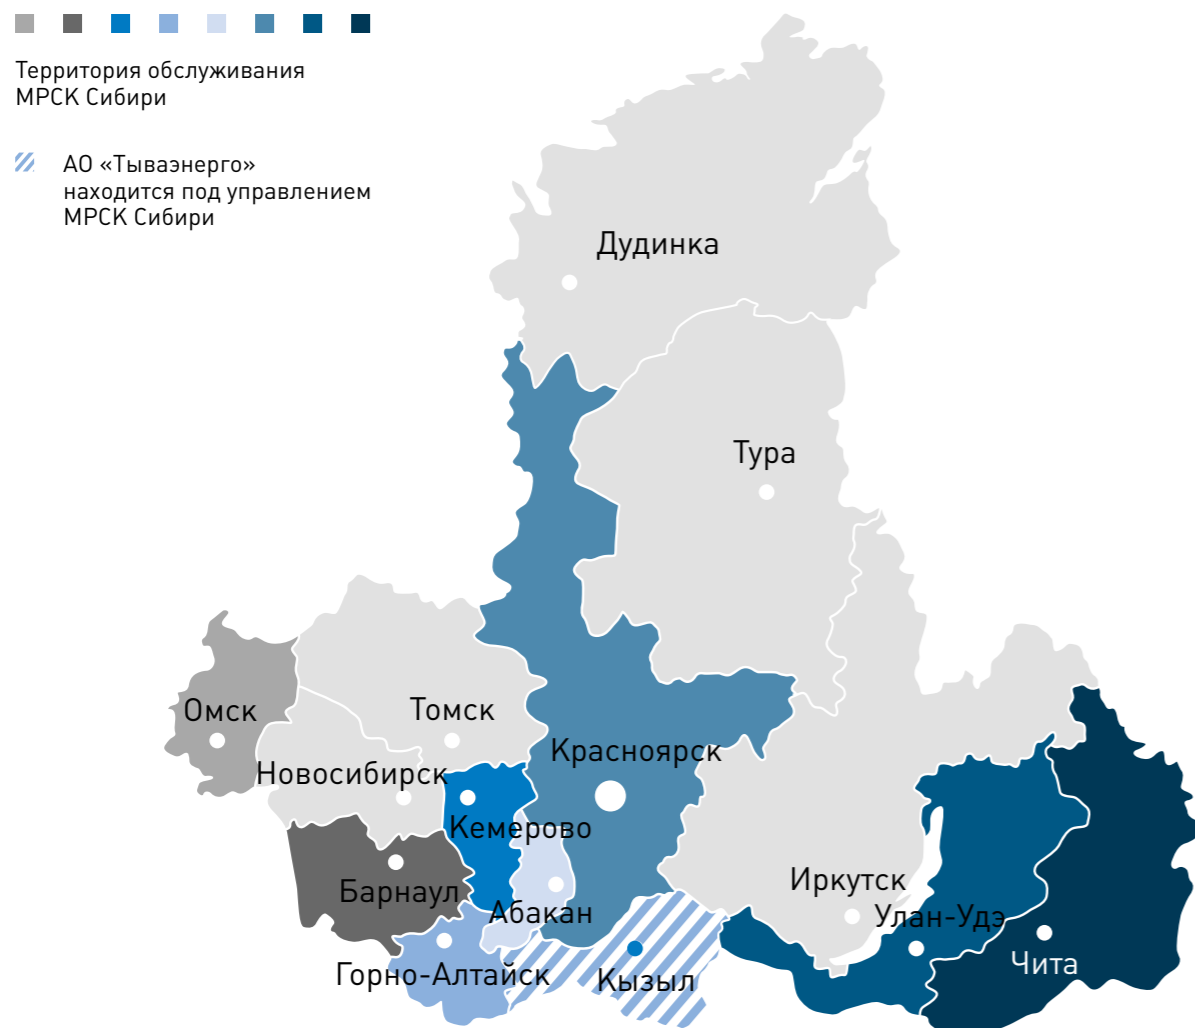 Территория обслуживания
МРСК Сибири
АО «Тываэнерго»
находится под управлением
МРСК Сибири
Дудинка
Тура
Омск
Томск
Красноярск
Новосибирск
Кемерово
Барнаул
Иркутск
Абакан
Улан-Удэ
Чита
Горно-Алтайск
Кызыл